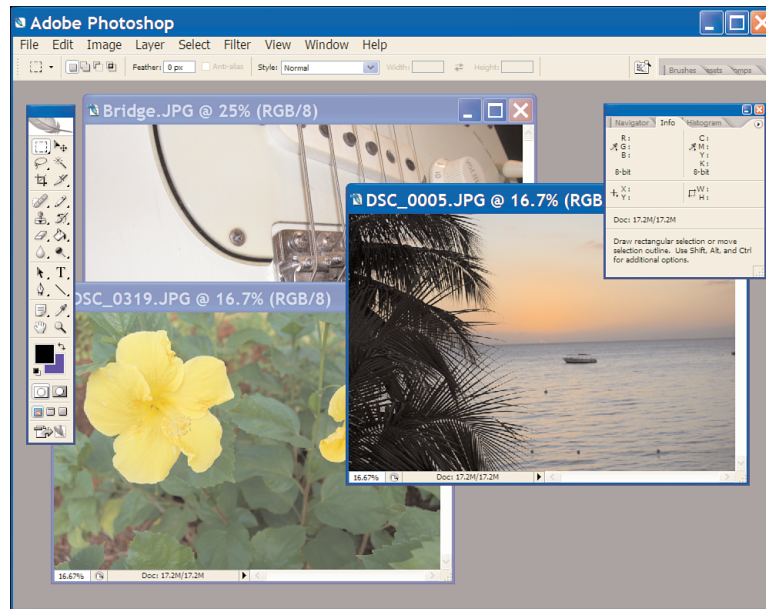 Adobe Photoshop
File Edit Image Layer Select Filter View Window Help
Feather: 0 px Anti-alias Style: Normal Width: Height: Brushes Comps
Bridge.JPG @ 25% (RGB/8)
Navigator Info Histogram
R: C:
G: M:
B: Y:
K:
8-bit 8-bit
X: W:
Y: H:
Doc: 17.2M/17.2M
Draw rectangular selection or move
selection outline. Use Shift, Alt, and Ctrl
for additional options.
DSC_0005.JPG @ 16.7% (RGB
DSC_0319.JPG @ 16.7% (RGB/8)
16.67% Doc: 17.2M/17.2M
16.67% Doc: 17.2M/17.2M